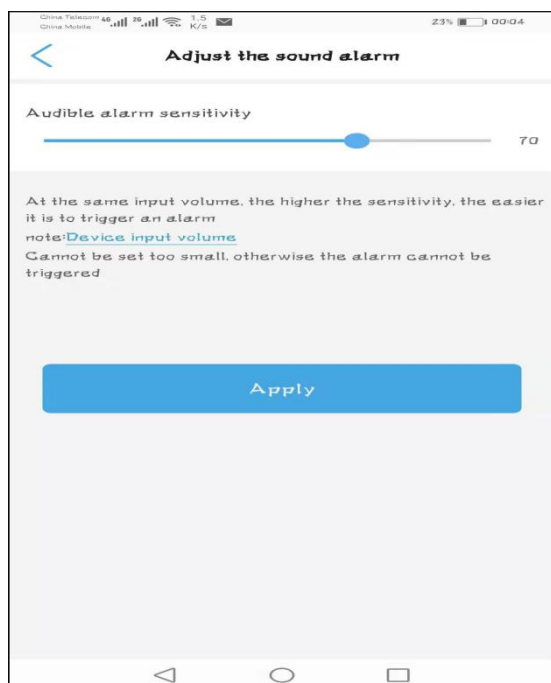 China Telecom 4G 2G 1.5 23% 00:04
China Mobile K/s
Adjust the sound alarm
Audible alarm sensitivity
70
At the same input volume, the higher the sensitivity, the easier
it is to trigger an alarm
note:Device input volume
Cannot be set too small, otherwise the alarm cannot be
triggered
Apply